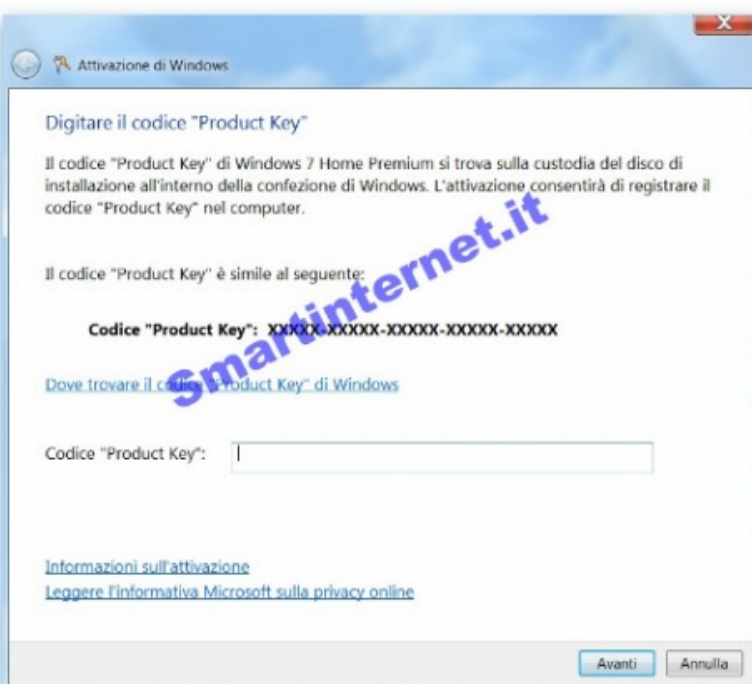 X
Attivazione di Windows
Digitare il codice "Product Key"
Il codice "Product Key" di Windows 7 Home Premium si trova sulla custodia del disco di
installazione all'interno della confezione di Windows. L'attivazione consentirà di registrare il
codice "Product Key" nel computer.
Il codice "Product Key" è simile al seguente:
Codice "Product Key": XXXXX-XXXXX-XXXXX-XXXXX-XXXXX
Smartinternet.it
Dove trovare il codice "Product Key" di Windows
Codice "Product Key":
Informazioni sull'attivazione
Leggere l'informativa Microsoft sulla privacy online
Avanti Annulla